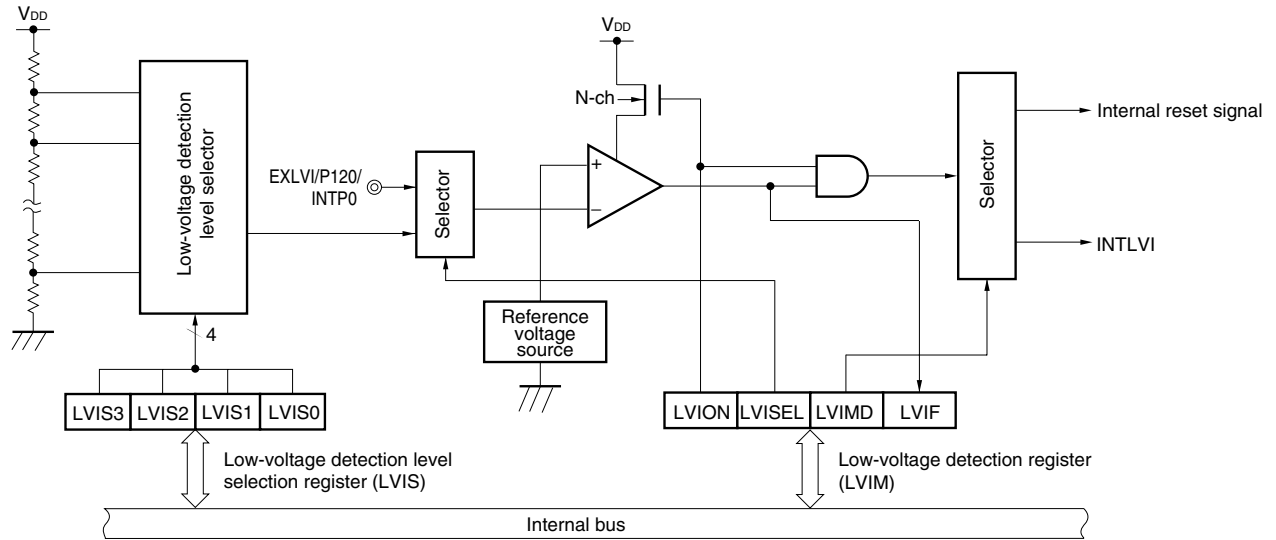 VDD
VDD
N-ch
Low-voltage detection
level selector
EXLVI/P120/
INTP0
Selector
+
−
Selector
Internal reset signal
INTLVI
Reference
voltage
source
4
LVIS3 LVIS2 LVIS1 LVIS0
LVION LVISEL LVIMD LVIF
Low-voltage detection level
selection register (LVIS)
Low-voltage detection register
(LVIM)
Internal bus